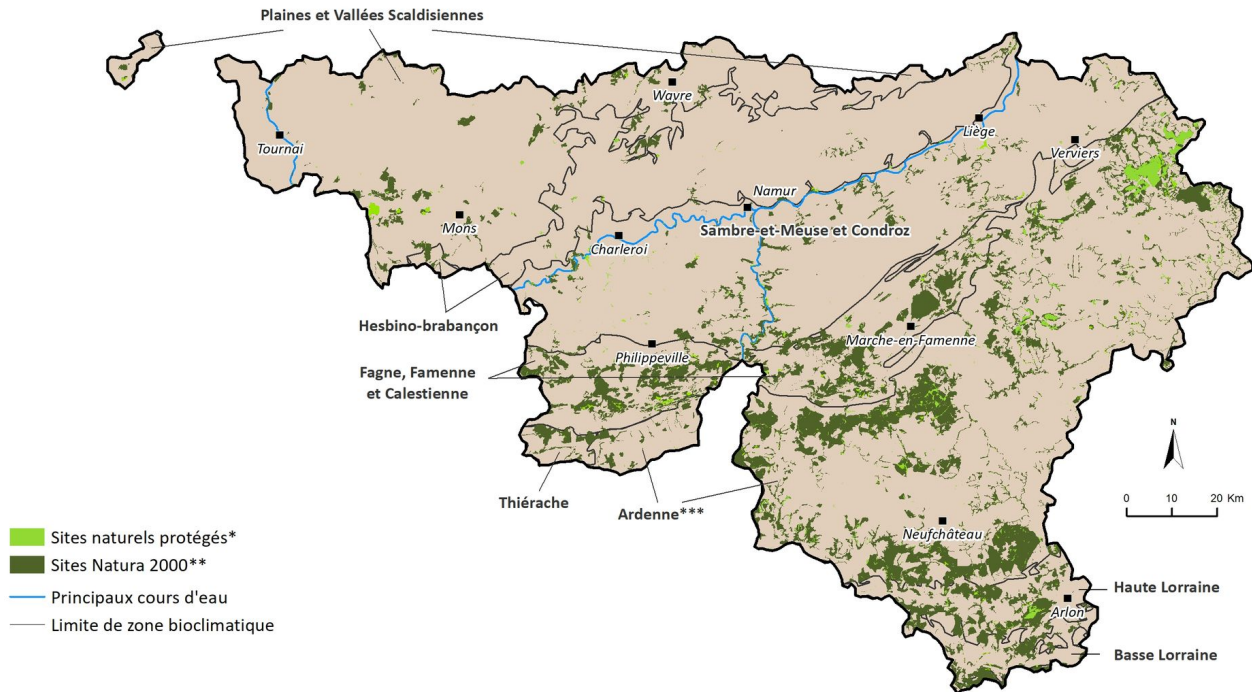 Plaines et Vallées Scaldisiennes
Wavre
Liège
Tournai
Verviers
Namur
Mons
Sambre-et-Meuse et Condroz
Charleroi
Hesbino-brabançon
Marche-en-Famenne
Philippeville
Fagne, Famenne
et Calestienne
N
Thiérache
0 10 20 Km
Ardenne***
Neufchâteau
Sites naturels protégés*
Sites Natura 2000**
Principaux cours d'eau
Limite de zone bioclimatique
Haute Lorraine
Arlon
Basse Lorraine